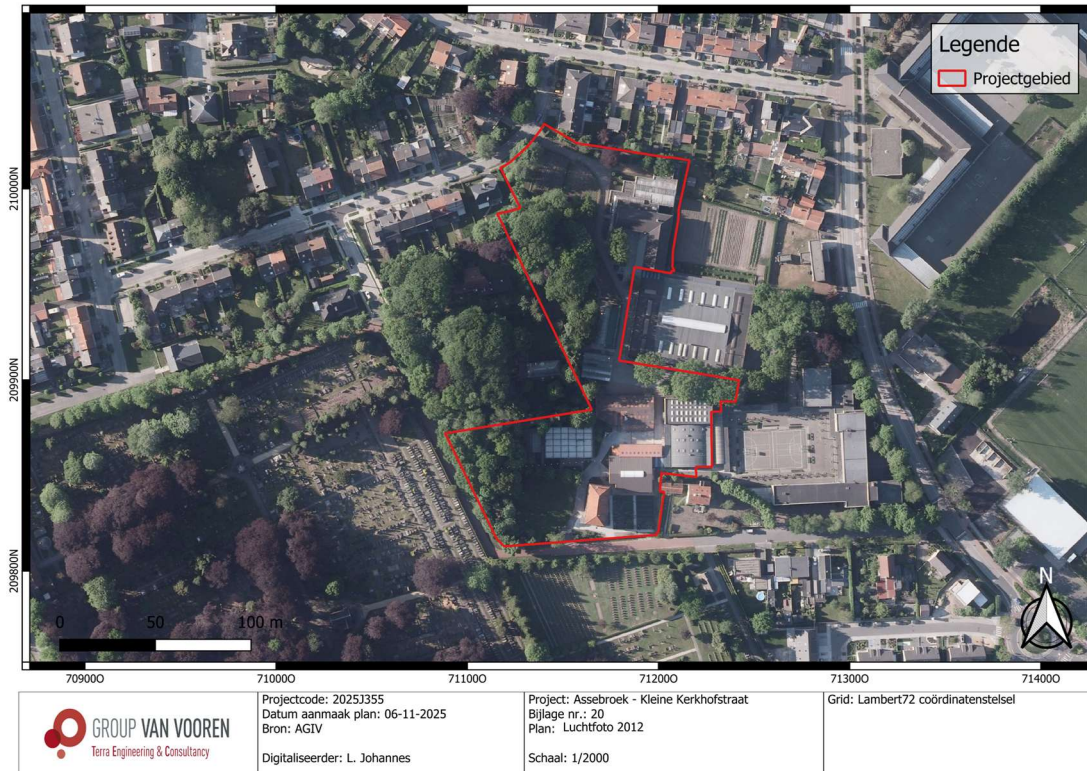 Legende
Projectgebied
210000N
209900N
209800N
N
0 50 100 m
709000 710000 711000 712000 713000 714000
GROUP VAN VOOREN
Terra Engineering & Consultancy
Projectcode: 2025J355
Datum aanmaak plan: 06-11-2025
Bron: AGIV
Digitaliseerder: L. Johannes
Project: Assebroek - Kleine Kerkhofstraat
Bijlage nr.: 20
Plan: Luchtfoto 2012
Schaal: 1/2000
Grid: Lambert72 coördinatenstelsel